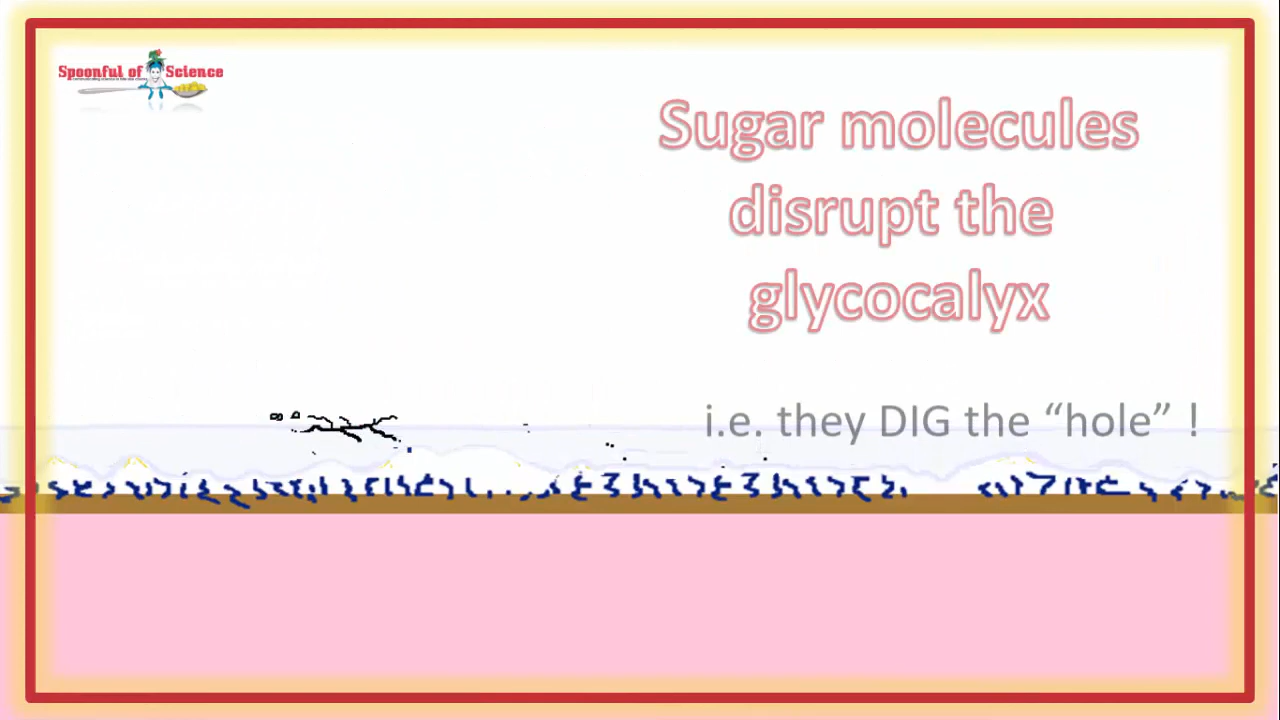 Spoonful of Science
Sugar molecules
disrupt the
glycocalyx
i.e. they DIG the “hole” !